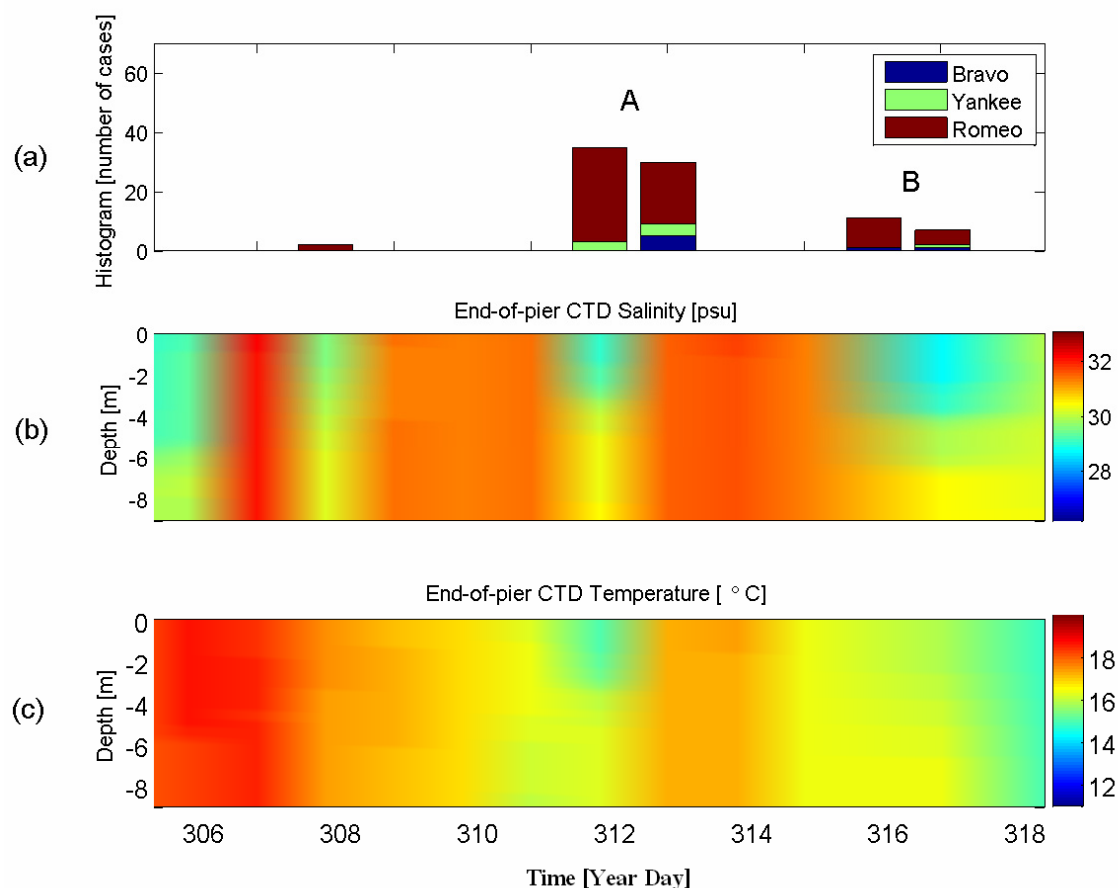 (a)
Histogram [number of cases]
60
40
20
0
A
B
Bravo
Yankee
Romeo
(b)
End-of-pier CTD Salinity [psu]
Depth [m]
0
-2
-4
-6
-8
32
30
28
(c)
End-of-pier CTD Temperature [ °C]
Depth [m]
0
-2
-4
-6
-8
18
16
14
12
306 308 310 312 314 316 318
Time [Year Day]